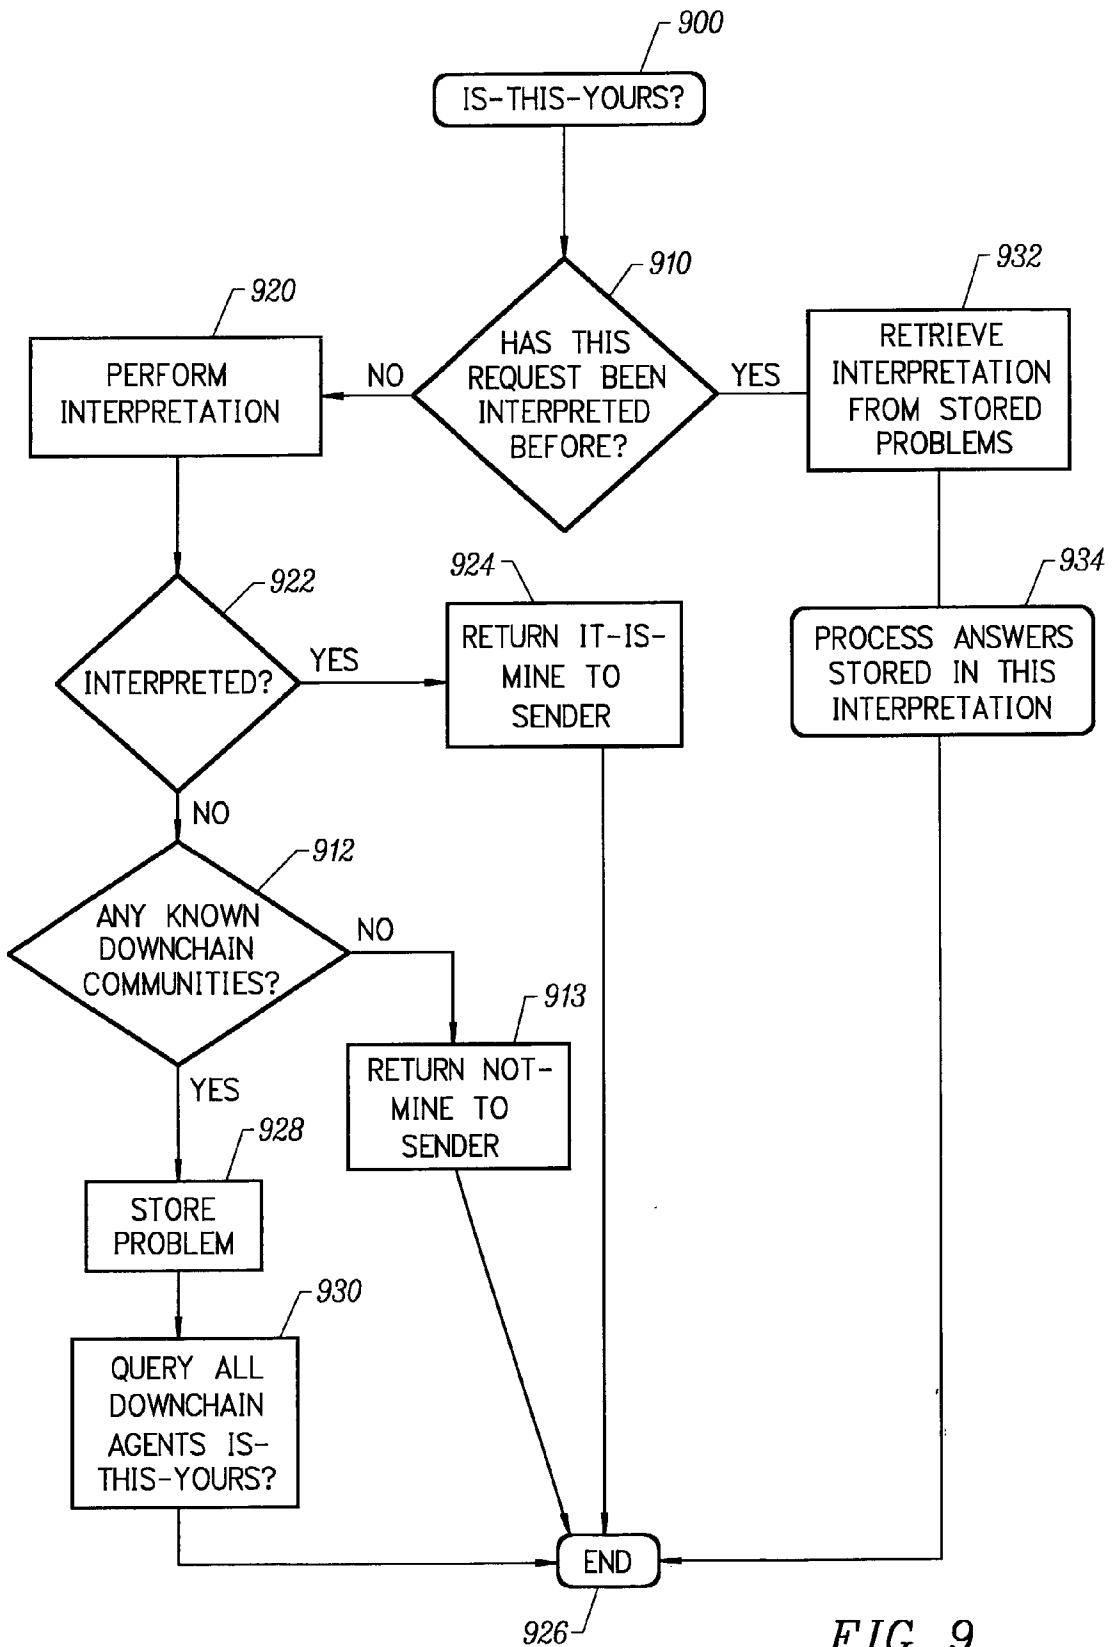 900
IS-THIS-YOURS?
910
HAS THIS
REQUEST BEEN
INTERPRETED
BEFORE?
NO
YES
920
PERFORM
INTERPRETATION
932
RETRIEVE
INTERPRETATION
FROM STORED
PROBLEMS
922
INTERPRETED?
YES
NO
924
RETURN IT-IS-
MINE TO
SENDER
934
PROCESS ANSWERS
STORED IN THIS
INTERPRETATION
912
ANY KNOWN
DOWNCHAIN
COMMUNITIES?
NO
YES
913
RETURN NOT-
MINE TO
SENDER
928
STORE
PROBLEM
930
QUERY ALL
DOWNCHAIN
AGENTS IS-
THIS-YOURS?
END
926
FIG. 9